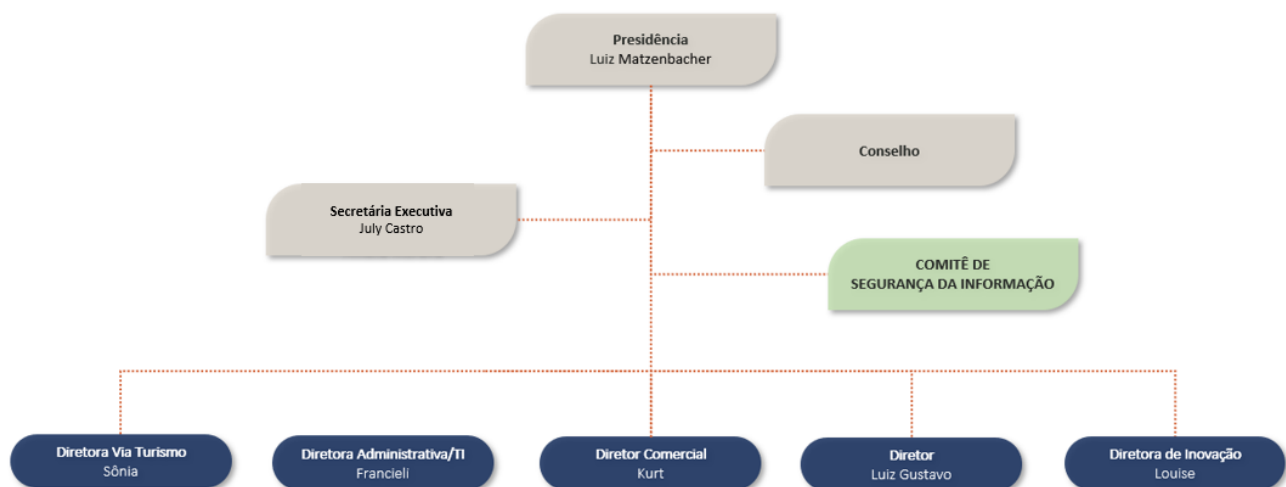 Presidência
Luiz Matzenbacher
Conselho
Secretária Executiva
July Castro
COMITÊ DE
SEGURANÇA DA INFORMAÇÃO
Diretora Via Turismo
Sônia
Diretora Administrativa/TI
Francieli
Diretor Comercial
Kurt
Diretor
Luiz Gustavo
Diretora de Inovação
Louise